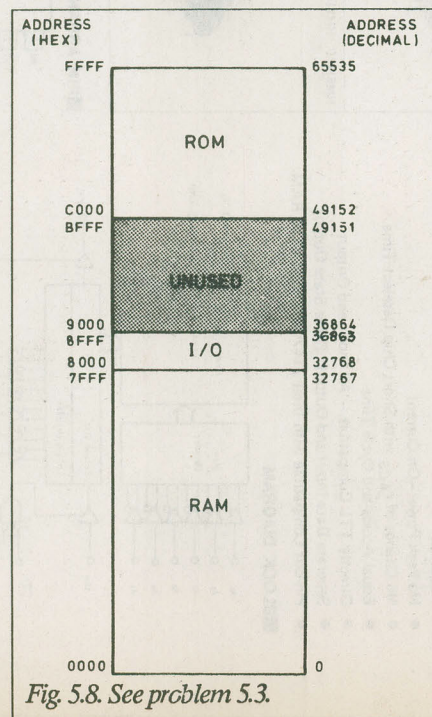 ADDRESS (HEX)
ADDRESS (DECIMAL)
FFFF 65535
ROM
C000 49152
BFFF 49151
UNUSED
9000 36864
8FFF 36863
I/O
8000 32768
7FFF 32767
RAM
0000 0
Fig. 5.8. See problem 5.3.